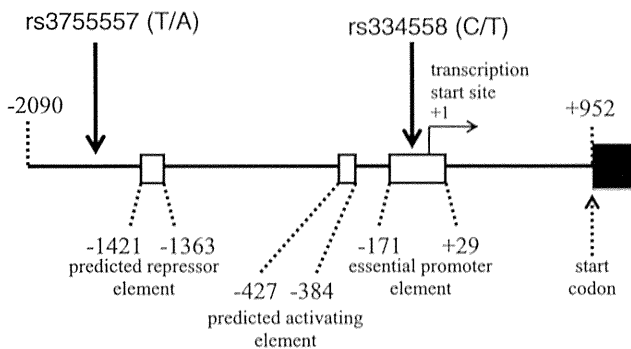 rs3755557 (T/A)
rs334558 (C/T)
transcription
start site
+1
-2090
+952
-1421 -1363
predicted repressor
element
-427 -384
predicted activating
element
-171 +29
essential promoter
element
start
codon